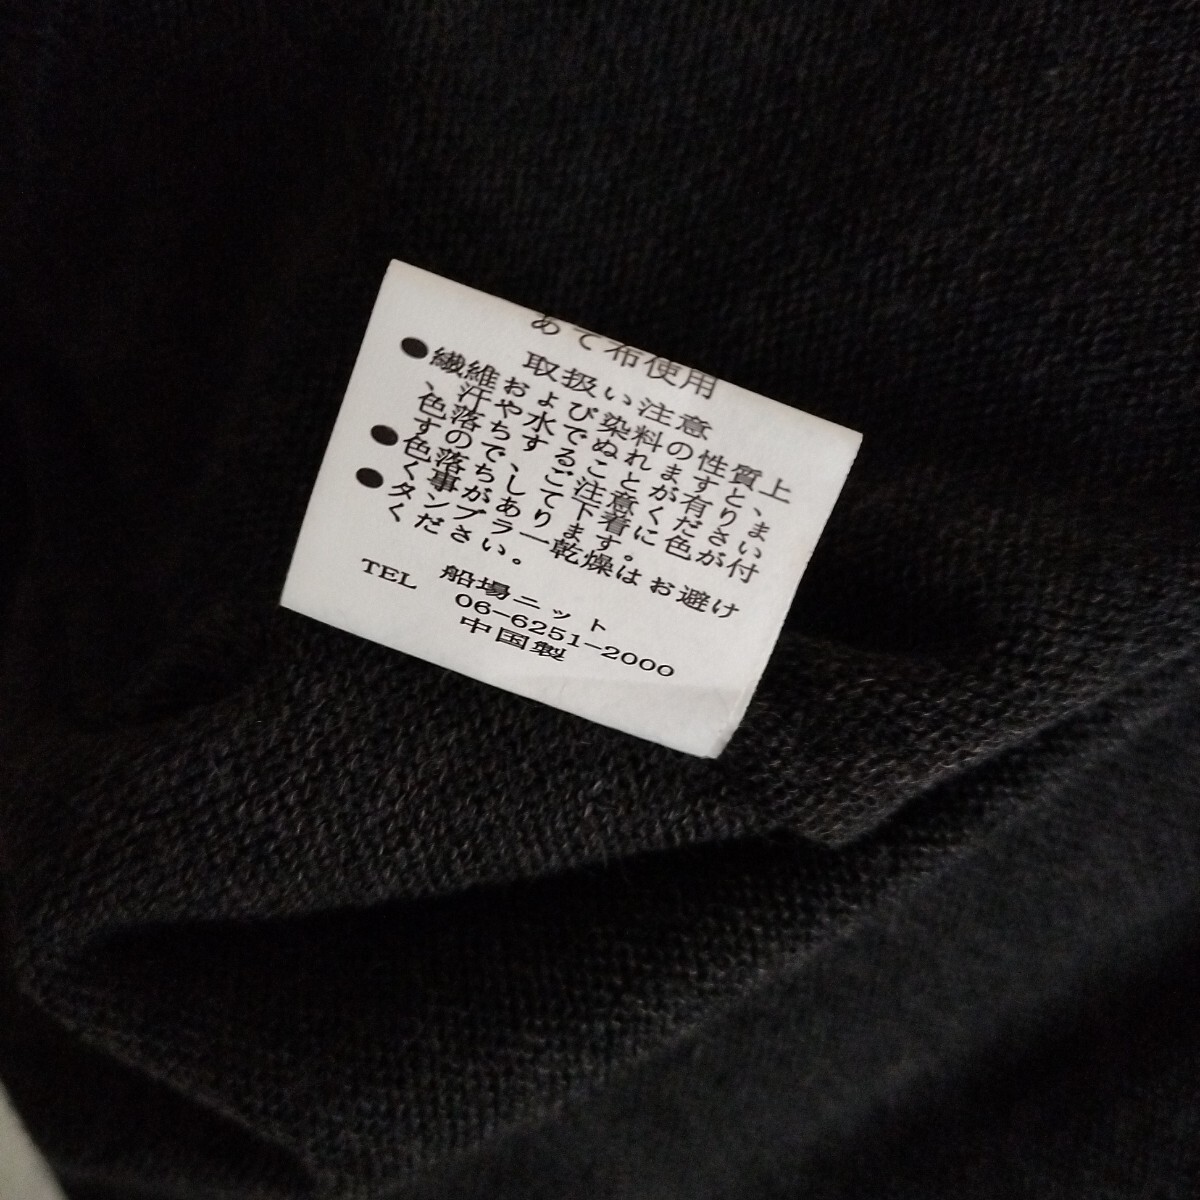 あて布使用
取扱い注意
●繊維および染料の性質上
、汗や水でぬれますと、
色落ちすることが有りま
すので、ご注意ください
●色落ちして下着に色が付
く事があります。
●タンブラー乾燥はお避け
ください。
船場ニット
TEL 06-6251-2000
中国製